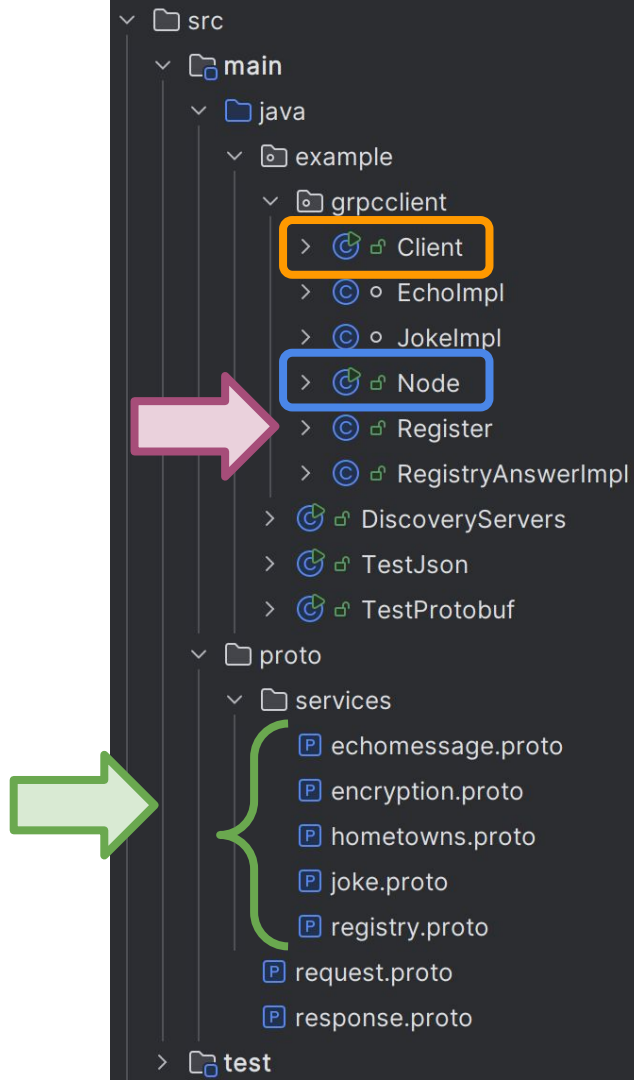 src
main
java
example
grpcclient
Client
EchoImpl
JokeImpl
Node
Register
RegistryAnswerImpl
DiscoveryServers
TestJson
TestProtobuf
proto
services
echomessage.proto
encryption.proto
hometowns.proto
joke.proto
registry.proto
request.proto
response.proto
test